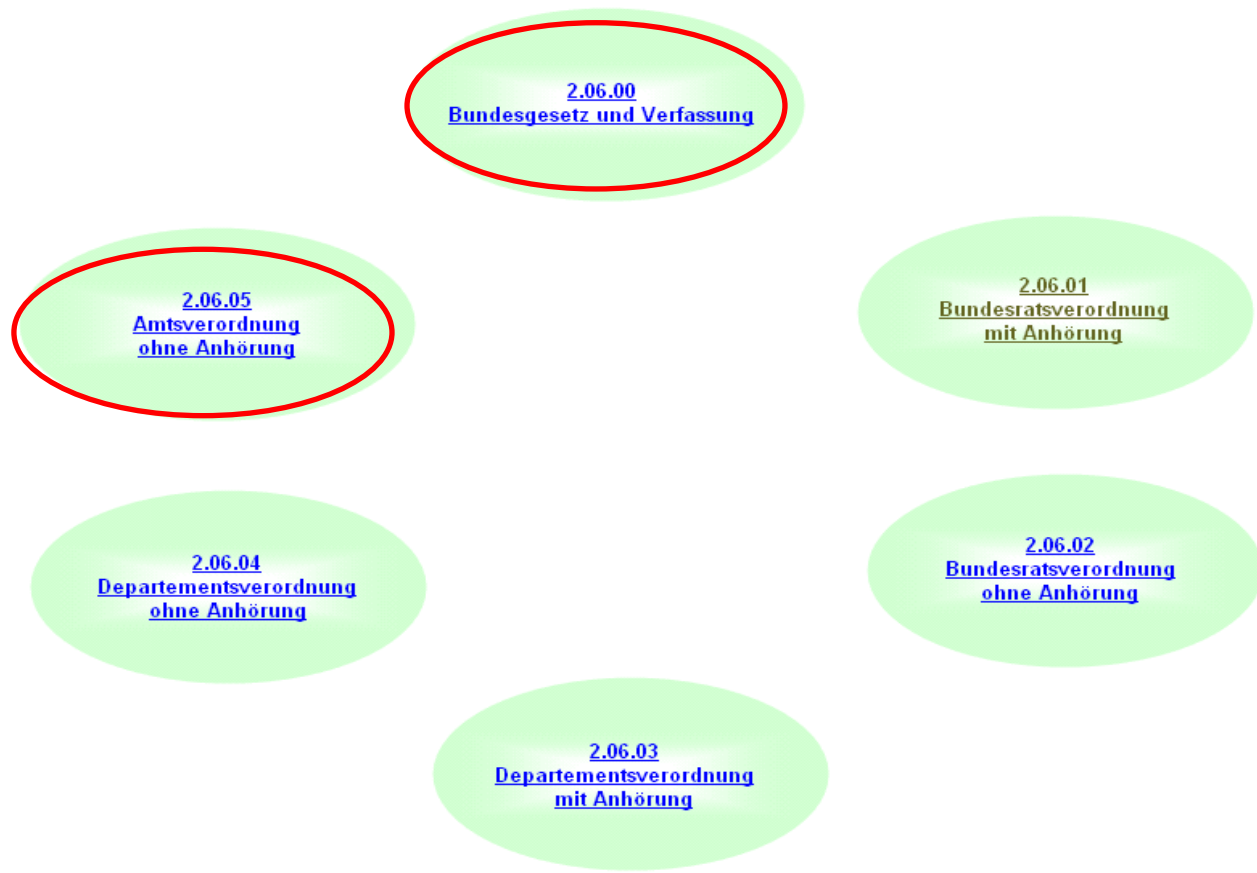 2.06.00
Bundesgesetz und Verfassung
2.06.05
Amtsverordnung
ohne Anhörung
2.06.01
Bundesratsverordnung
mit Anhörung
2.06.04
Departementsverordnung
ohne Anhörung
2.06.02
Bundesratsverordnung
ohne Anhörung
2.06.03
Departementsverordnung
mit Anhörung